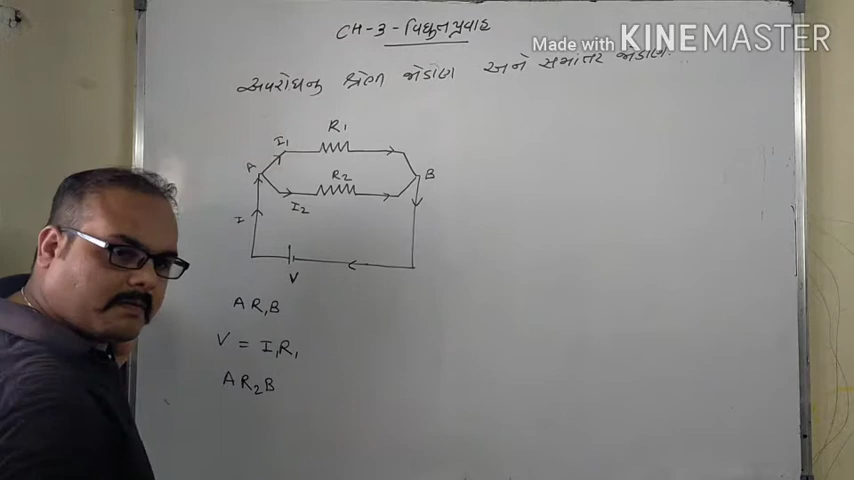 CH-3-વિદ્યુતપ્રવાહ
Made with KINEMASTER
અવરોધનું શ્રેણી જોડાણ અને સમાંતર જોડાણ.
R1
I1
A
R2
B
I
I2
V
AR1B
V = I1R1
AR2B